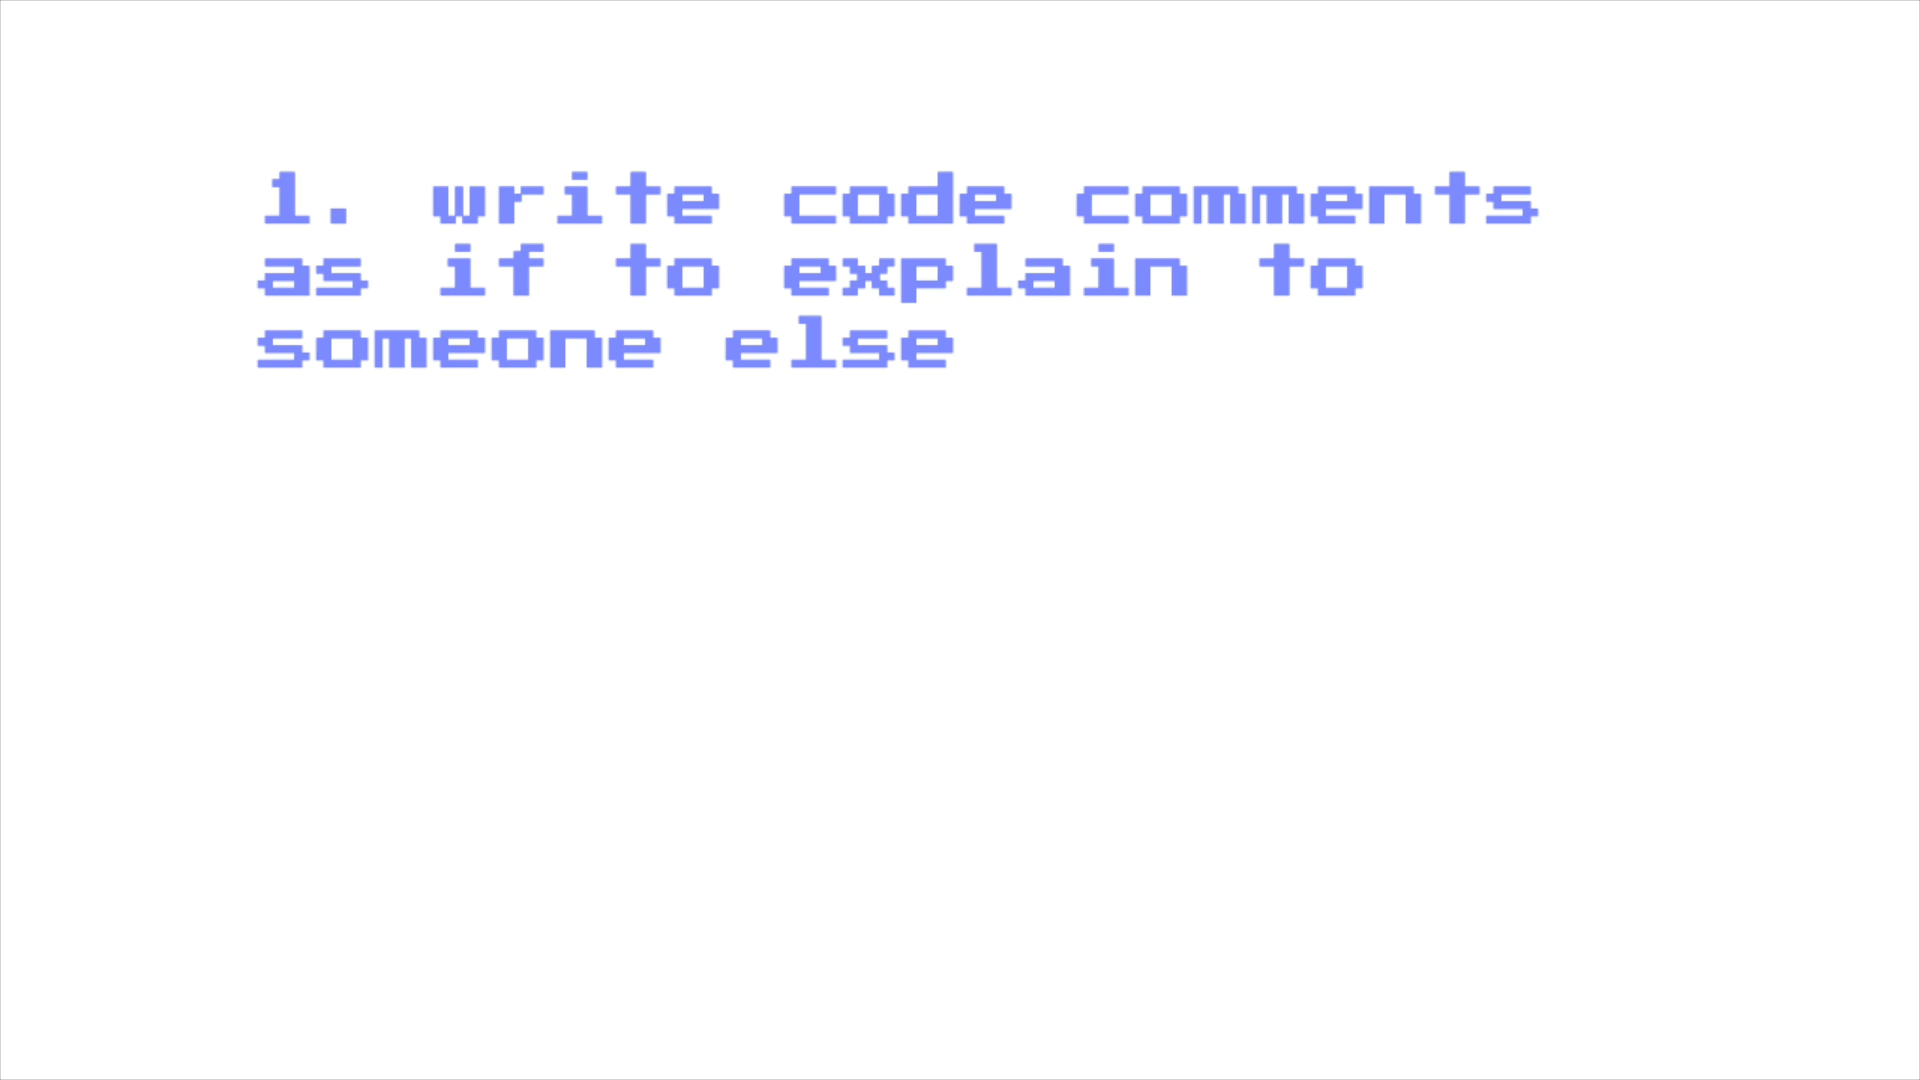 1. write code comments
as if to explain to
someone else